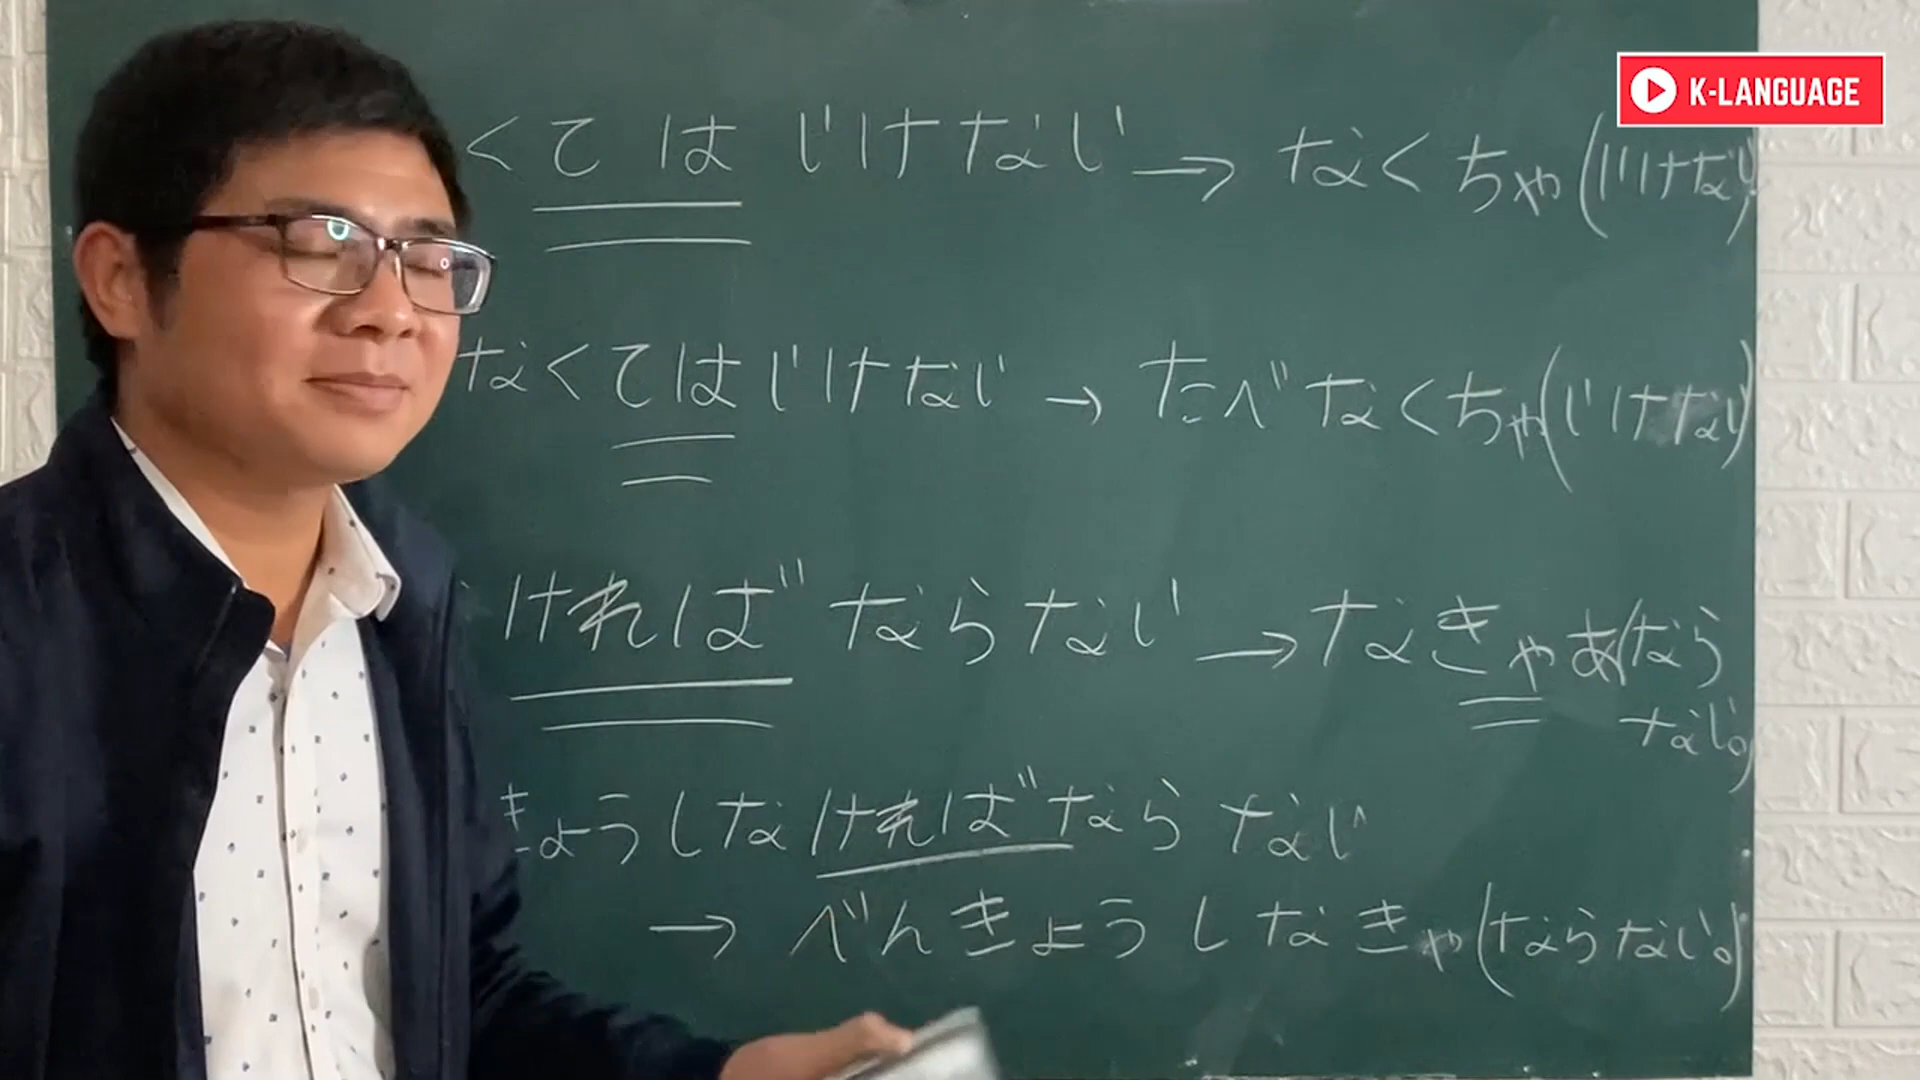 K-LANGUAGE
くては いけない → なくちゃ(いけない)
なくてはいけない → たべなくちゃ(いけない)
ければ ならない → なきゃあ(なら
ない。)
きょうしなければならない
→ べんきょうしなきゃ(ならない。)